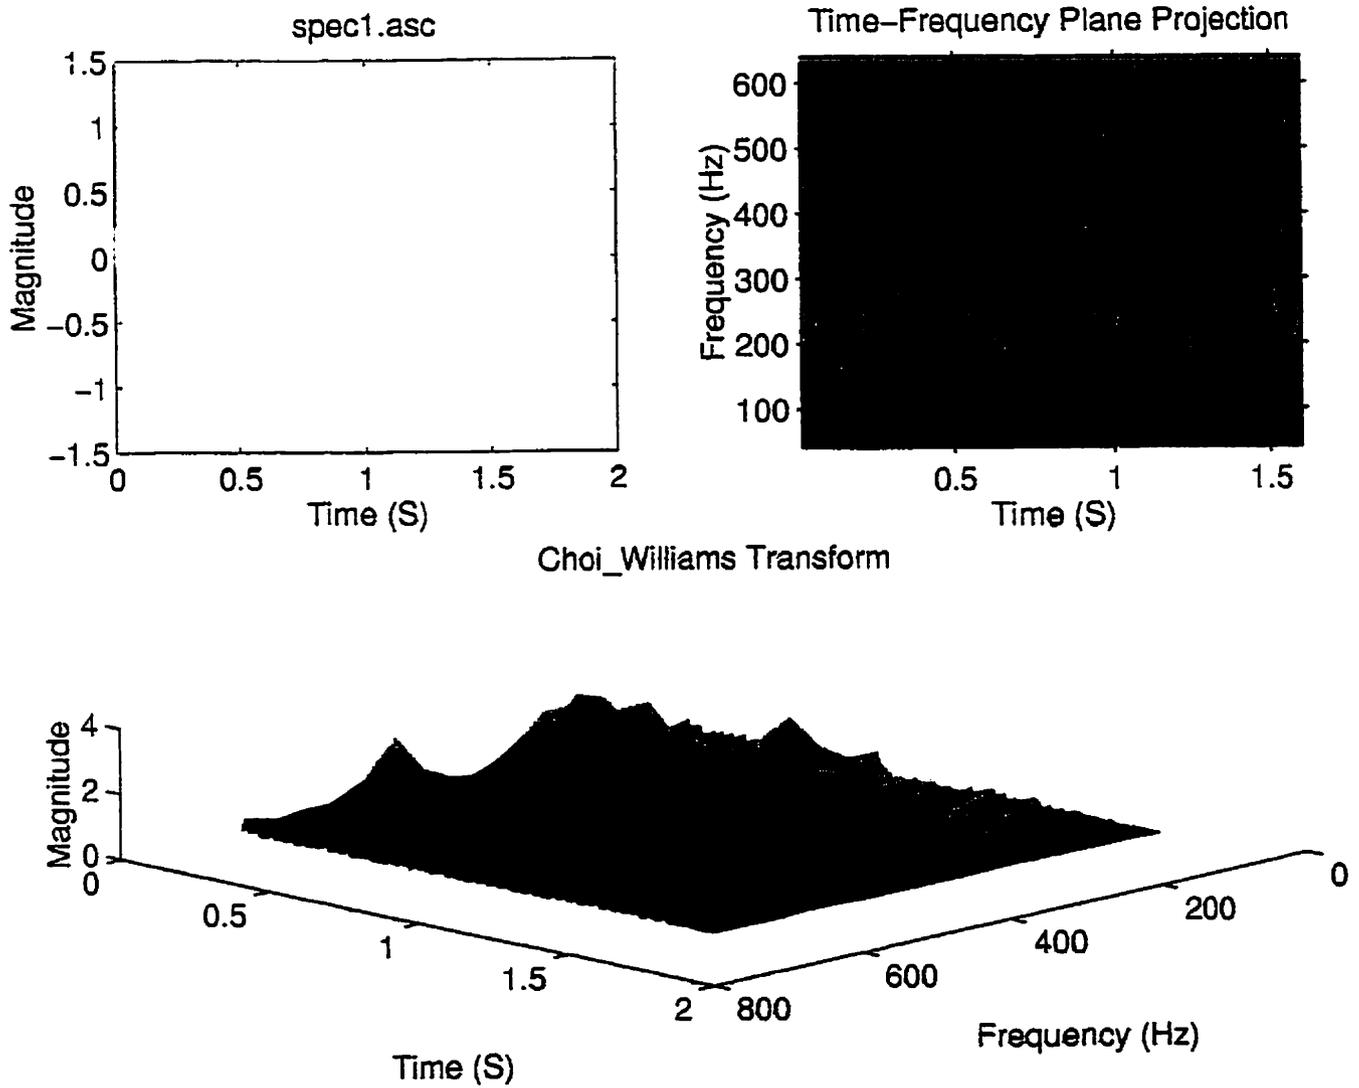 spec1.asc
1.5
1
0.5
0
−0.5
−1
−1.5
Magnitude
0 0.5 1 1.5 2
Time (S)
Time−Frequency Plane Projection
600
500
400
300
200
100
Frequency (Hz)
0.5 1 1.5
Time (S)
Choi_Williams Transform
4
2
0
Magnitude
0 0.5 1 1.5 2
Time (S)
800 600 400 200 0
Frequency (Hz)